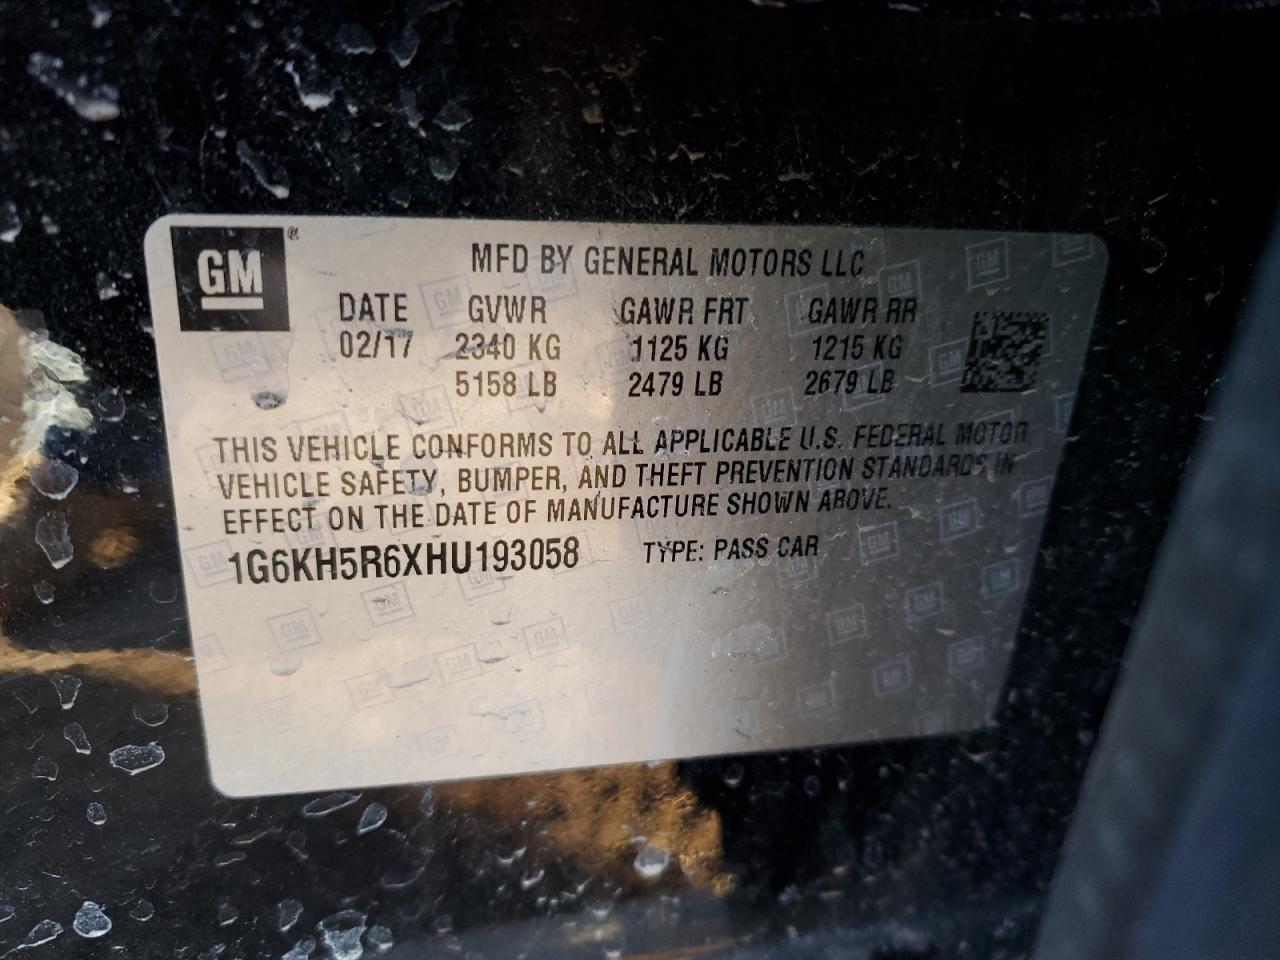 GM®
MFD BY GENERAL MOTORS LLC
DATE GVWR GAWR FRT GAWR RR
02/17 2340 KG 1125 KG 1215 KG
5158 LB 2479 LB 2679 LB
THIS VEHICLE CONFORMS TO ALL APPLICABLE U.S. FEDERAL MOTOR
VEHICLE SAFETY, BUMPER, AND THEFT PREVENTION STANDARDS IN
EFFECT ON THE DATE OF MANUFACTURE SHOWN ABOVE.
1G6KH5R6XHU193058 TYPE: PASS CAR